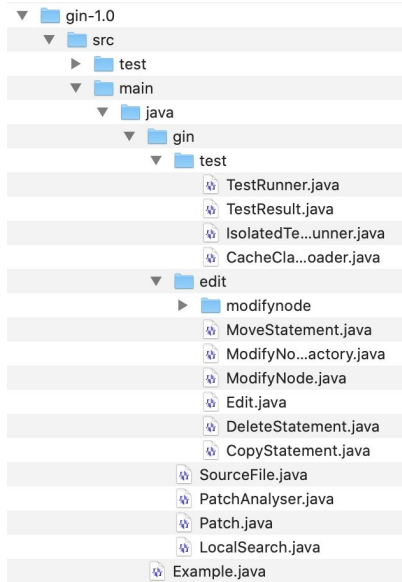 gin-1.0
src
test
main
java
gin
test
TestRunner.java
TestResult.java
IsolatedTe...unner.java
CacheCla...oader.java
edit
modifynode
MoveStatement.java
ModifyNo...actory.java
ModifyNode.java
Edit.java
DeleteStatement.java
CopyStatement.java
SourceFile.java
PatchAnalyser.java
Patch.java
LocalSearch.java
Example.java